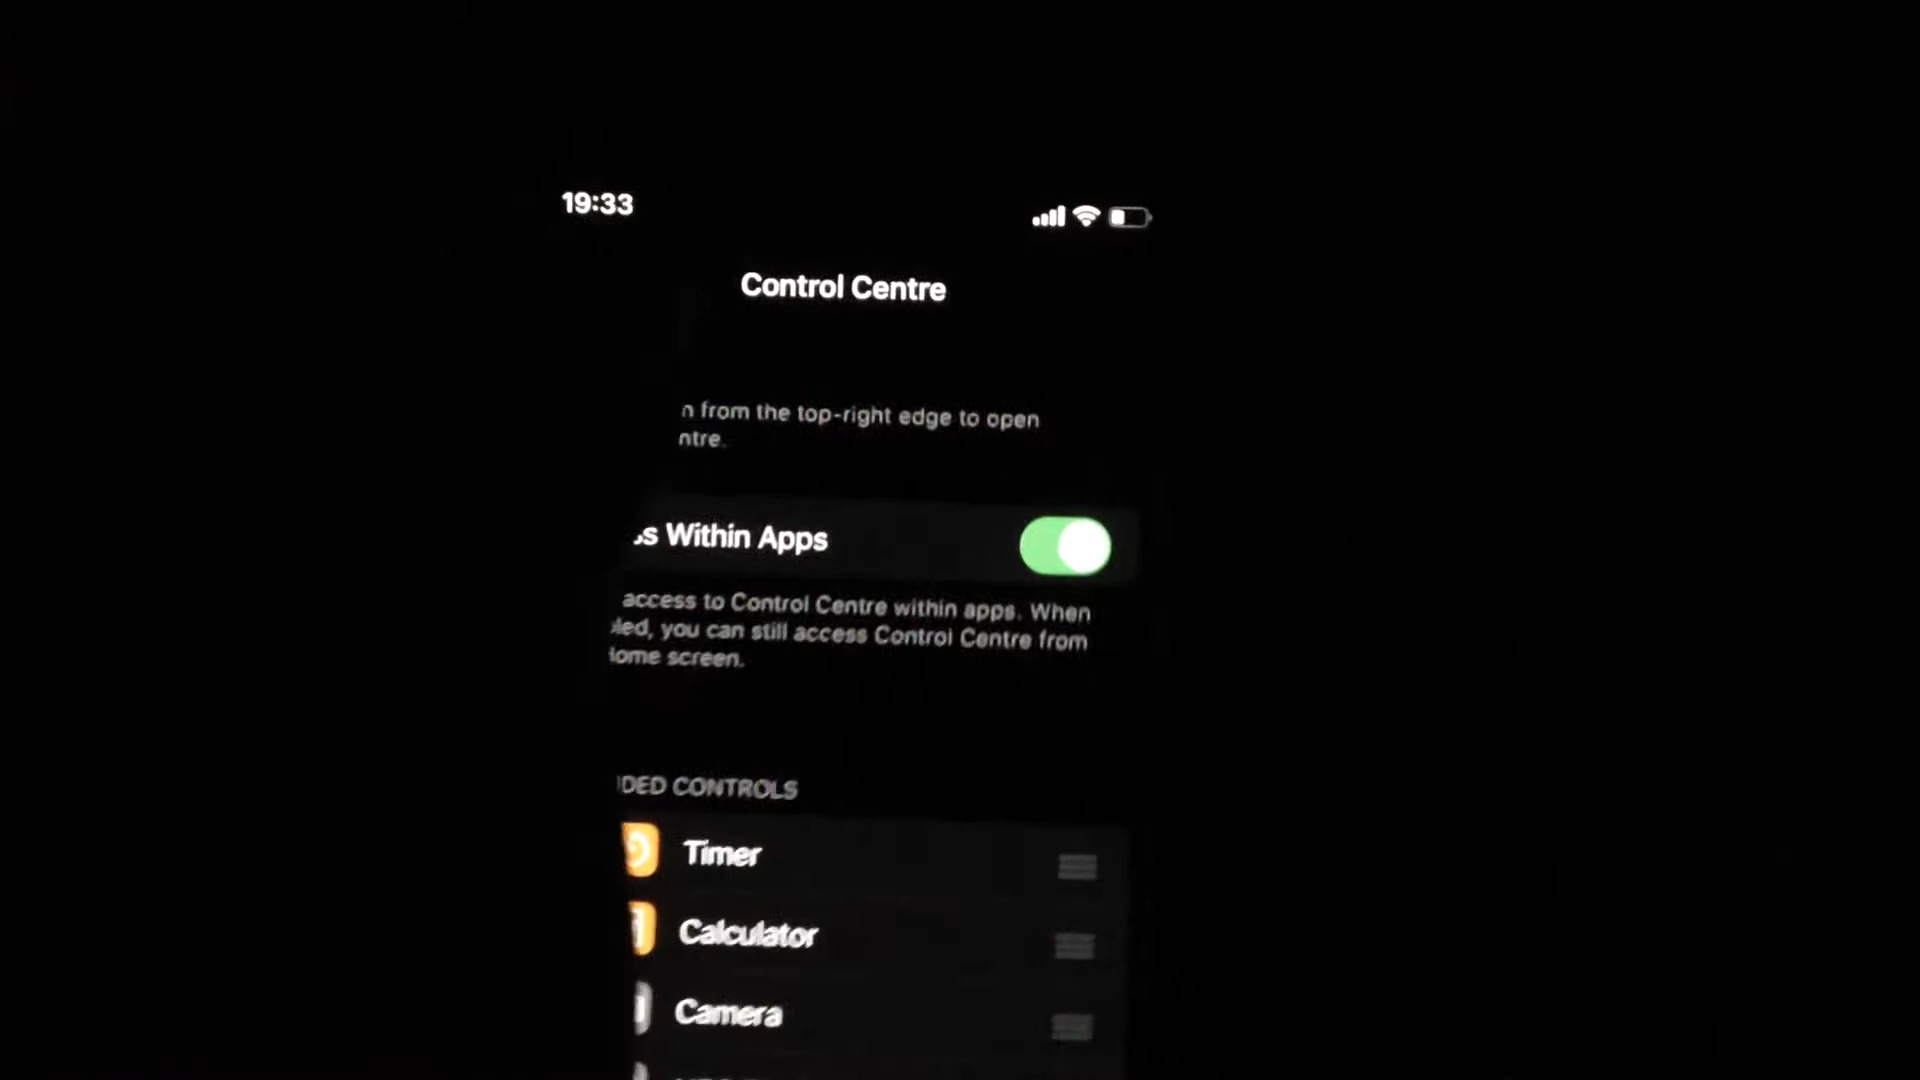 19:33
Control Centre
from the top-right edge to open
Within Apps
access to Control Centre within apps. When
you can still access Control Centre from
screen.
CONTROLS
Timer
Calculator
Camera